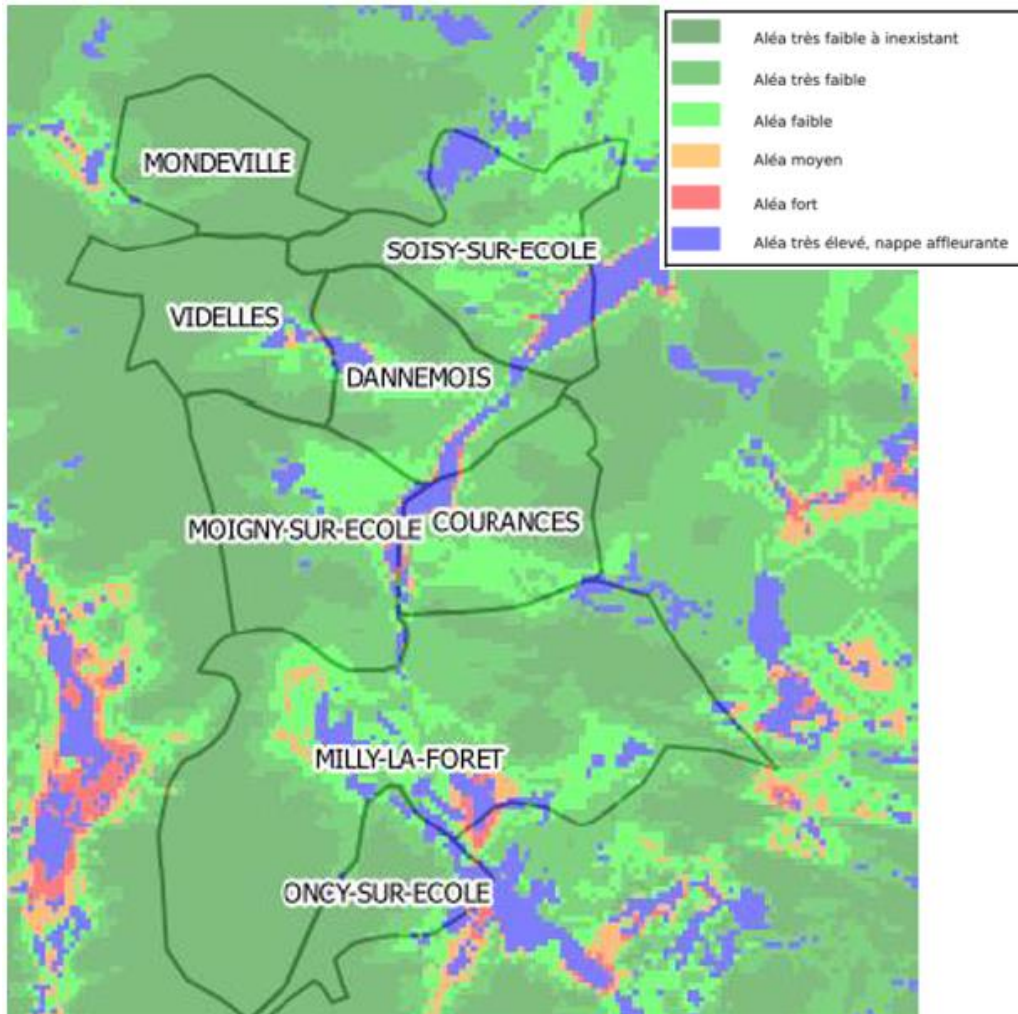 Aléa très faible à inexistant
Aléa très faible
Aléa faible
Aléa moyen
Aléa fort
Aléa très élevé, nappe affleurante
MONDEVILLE
SOISY-SUR-ECOLE
VIDELLES
DANNEMOIS
MOIGNY-SUR-ECOLE
COURANCES
MILLY-LA-FORET
ONCY-SUR-ECOLE